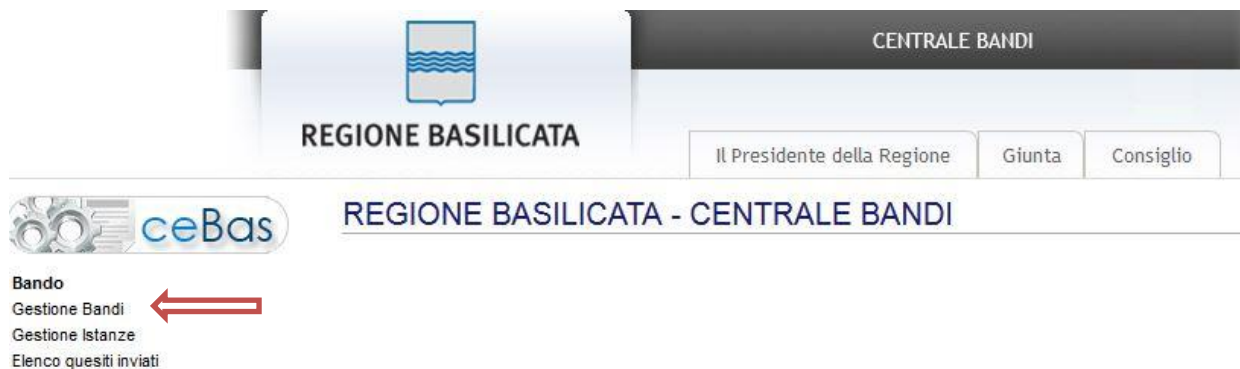 CENTRALE BANDI
REGIONE BASILICATA
Il Presidente della Regione
Giunta
Consiglio
ceBas
REGIONE BASILICATA - CENTRALE BANDI
Bando
Gestione Bandi
Gestione Istanze
Elenco quesiti inviati